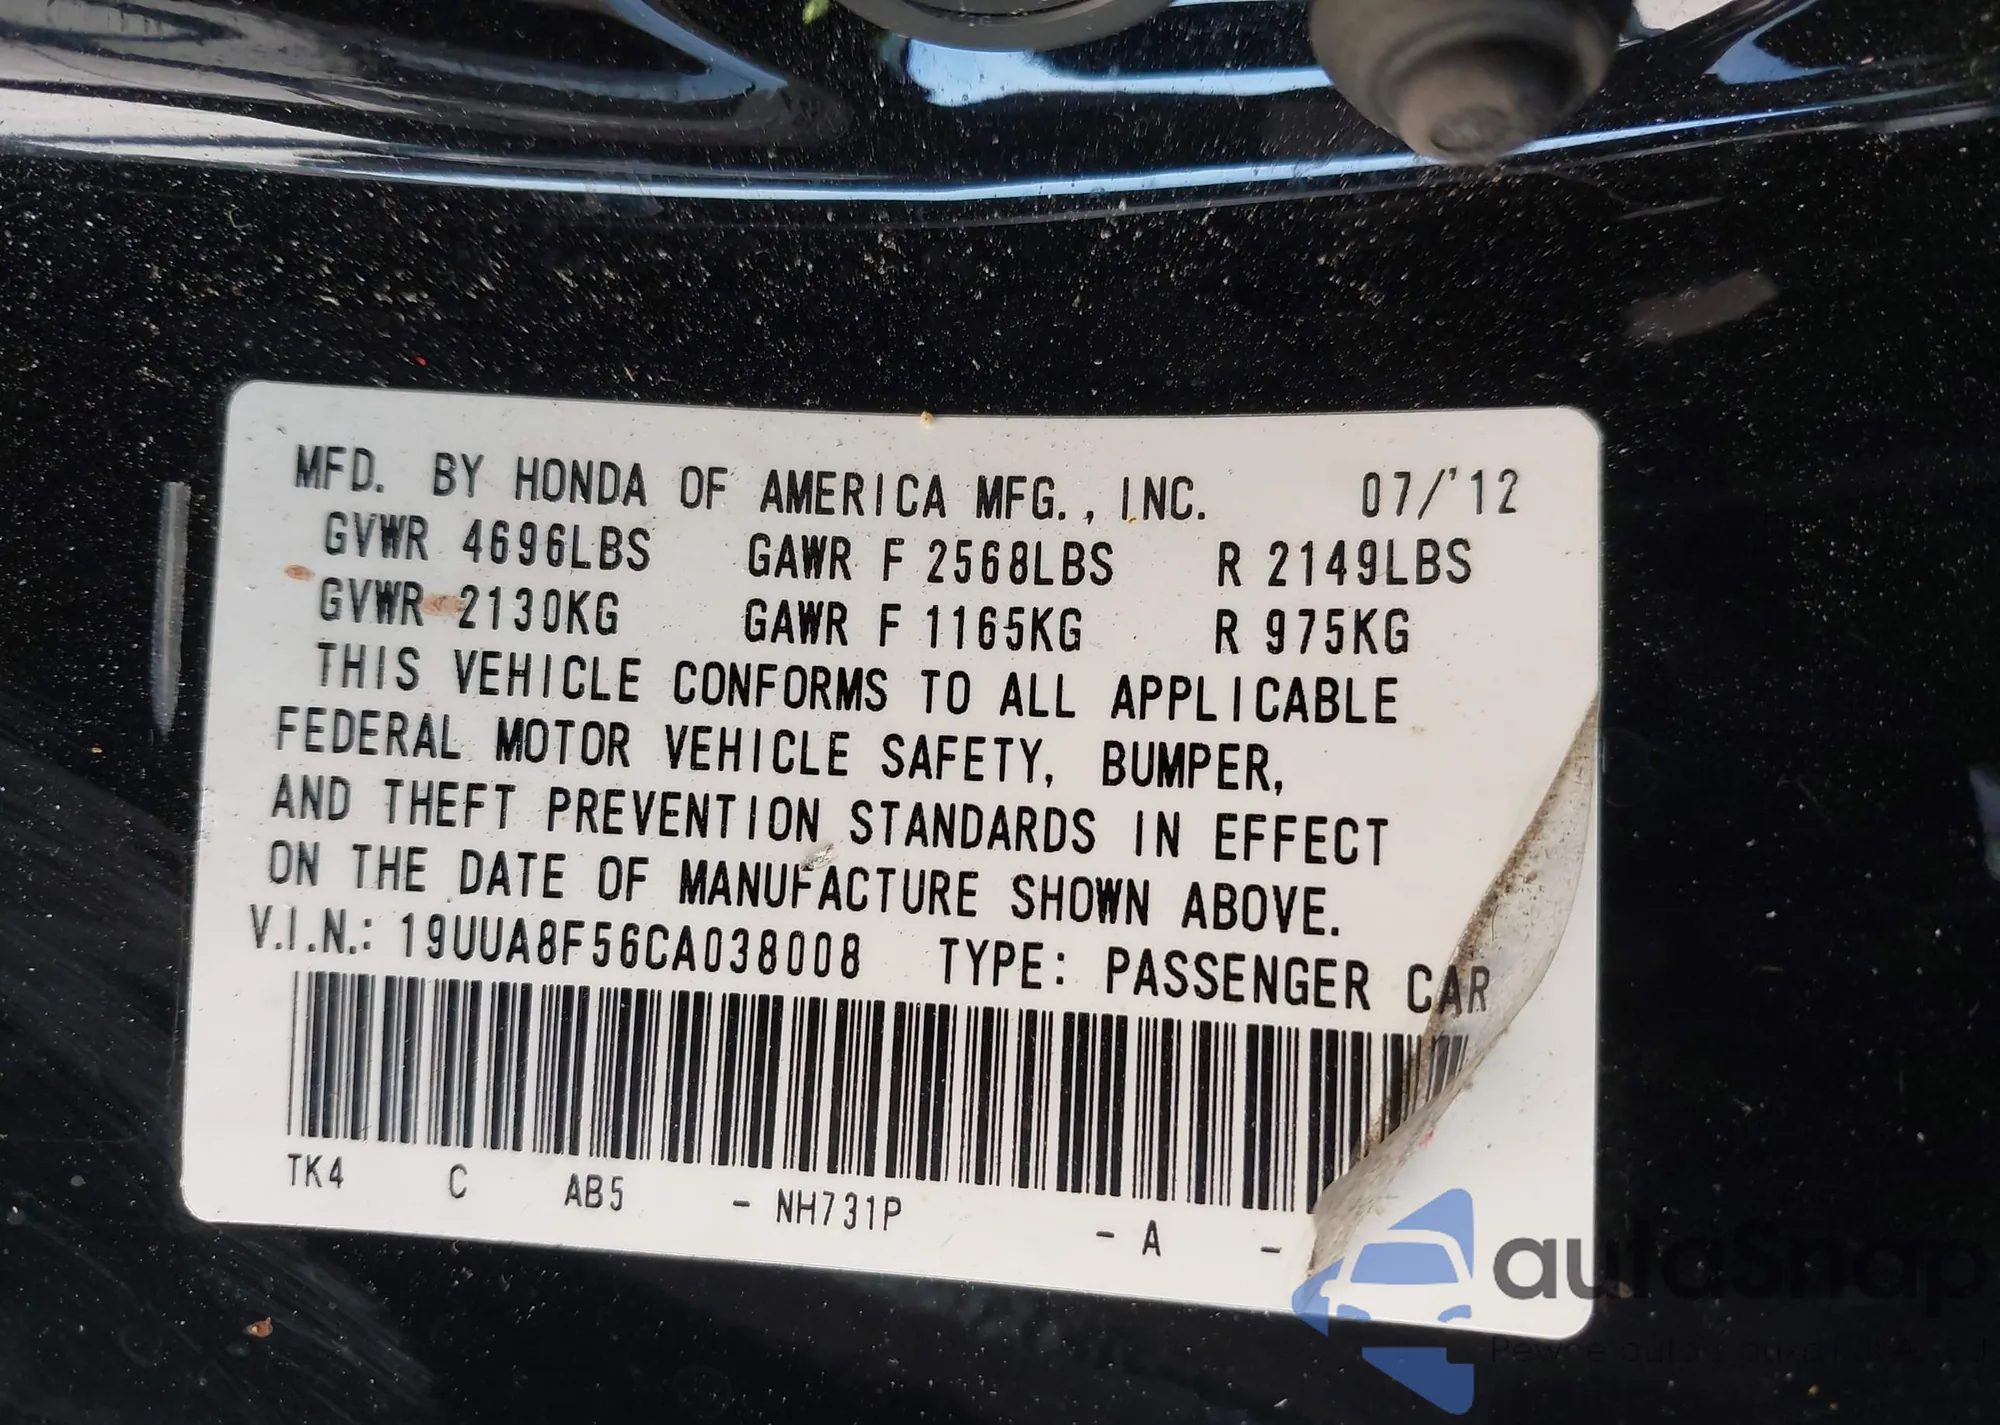 MFD. BY HONDA OF AMERICA MFG., INC. 07/'12
GVWR 4696LBS GAWR F 2568LBS R 2149LBS
GVWR 2130KG GAWR F 1165KG R 975KG
THIS VEHICLE CONFORMS TO ALL APPLICABLE
FEDERAL MOTOR VEHICLE SAFETY, BUMPER,
AND THEFT PREVENTION STANDARDS IN EFFECT
ON THE DATE OF MANUFACTURE SHOWN ABOVE.
V.I.N.: 19UUA8F56CA038008 TYPE: PASSENGER CAR
TK4 C AB5 - NH731P - A -
autaSnap